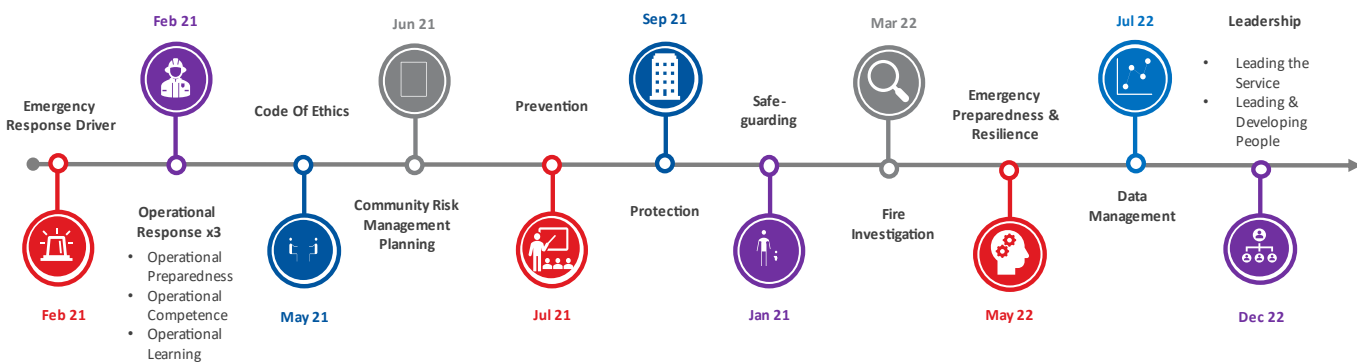 Feb 21
Jun 21
Sep 21
Mar 22
Jul 22
Leadership
• Leading the
Service
• Leading &
Developing
People
Emergency
Response Driver
Code Of Ethics
Prevention
Safe-
guarding
Emergency
Preparedness &
Resilience
Operational
Response x3
• Operational
Preparedness
• Operational
Competence
• Operational
Learning
Community Risk
Management
Planning
Protection
Fire
Investigation
Data
Management
Feb 21
May 21
Jul 21
Jan 21
May 22
Dec 22